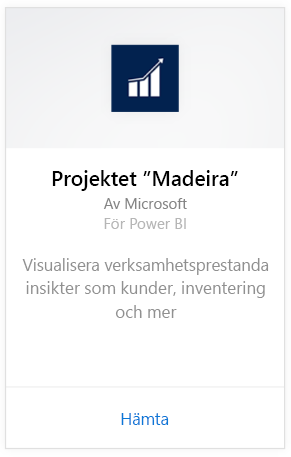 Projektet ”Madeira”
Av Microsoft
För Power BI
Visualisera verksamhetsprestanda
insikter som kunder, inventering
och mer
Hämta